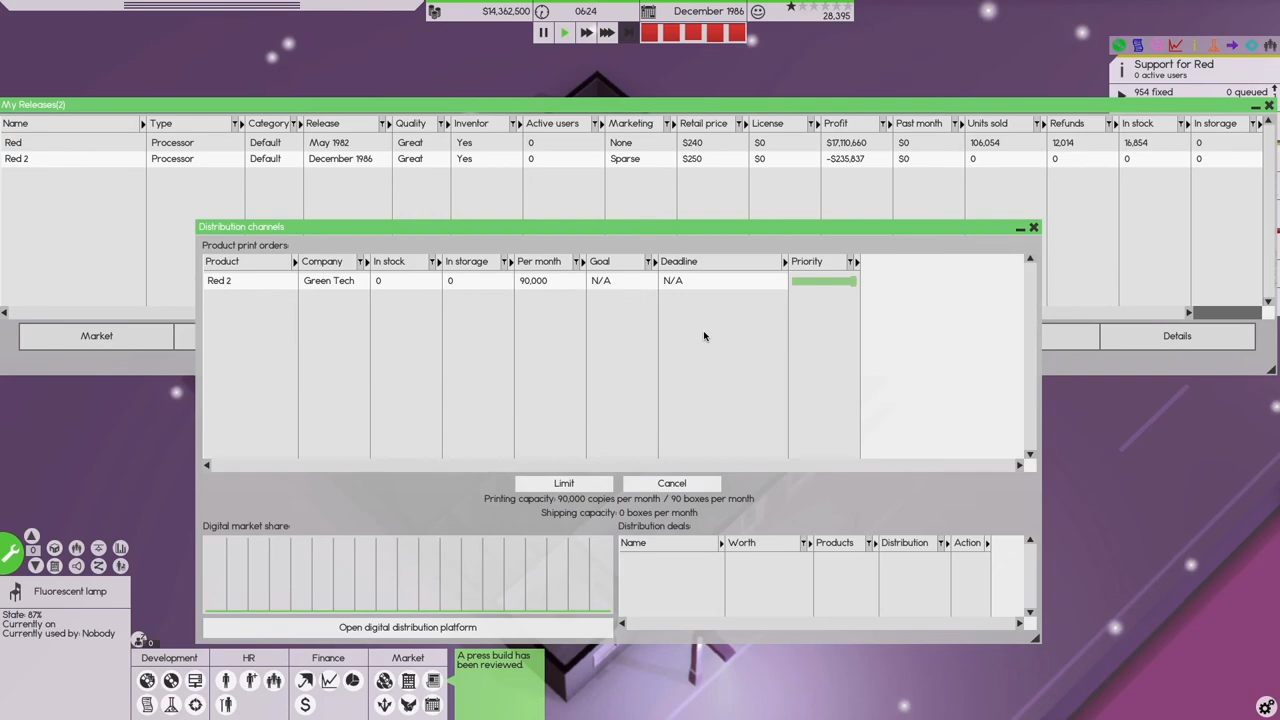 $14,362,500 06:24 December 1986 28,395
Support for Red
0 active users
954 fixed 0 queued
My Releases(2)
Name Type Category Release Quality Inventor Active users Marketing Retail price License Profit Past month Units sold Refunds In stock In storage
Red Processor Default May 1982 Great Yes 0 None $240 $0 $17,110,660 $0 106,054 12,014 16,854 0
Red 2 Processor Default December 1986 Great Yes 0 Sparse $250 $0 -$235,837 $0 0 0 0 0
Distribution channels
Product print orders:
Product Company In stock In storage Per month Goal Deadline Priority
Red 2 Green Tech 0 0 90,000 N/A N/A
Market Details
Limit Cancel
Printing capacity: 90,000 copies per month / 90 boxes per month
Shipping capacity: 0 boxes per month
Digital market share: Distribution deals:
Name Worth Products Distribution Action
Open digital distribution platform
0
Fluorescent lamp
State: 87%
Currently on
Currently used by: Nobody
0
Development HR Finance Market
A press build has
been reviewed.